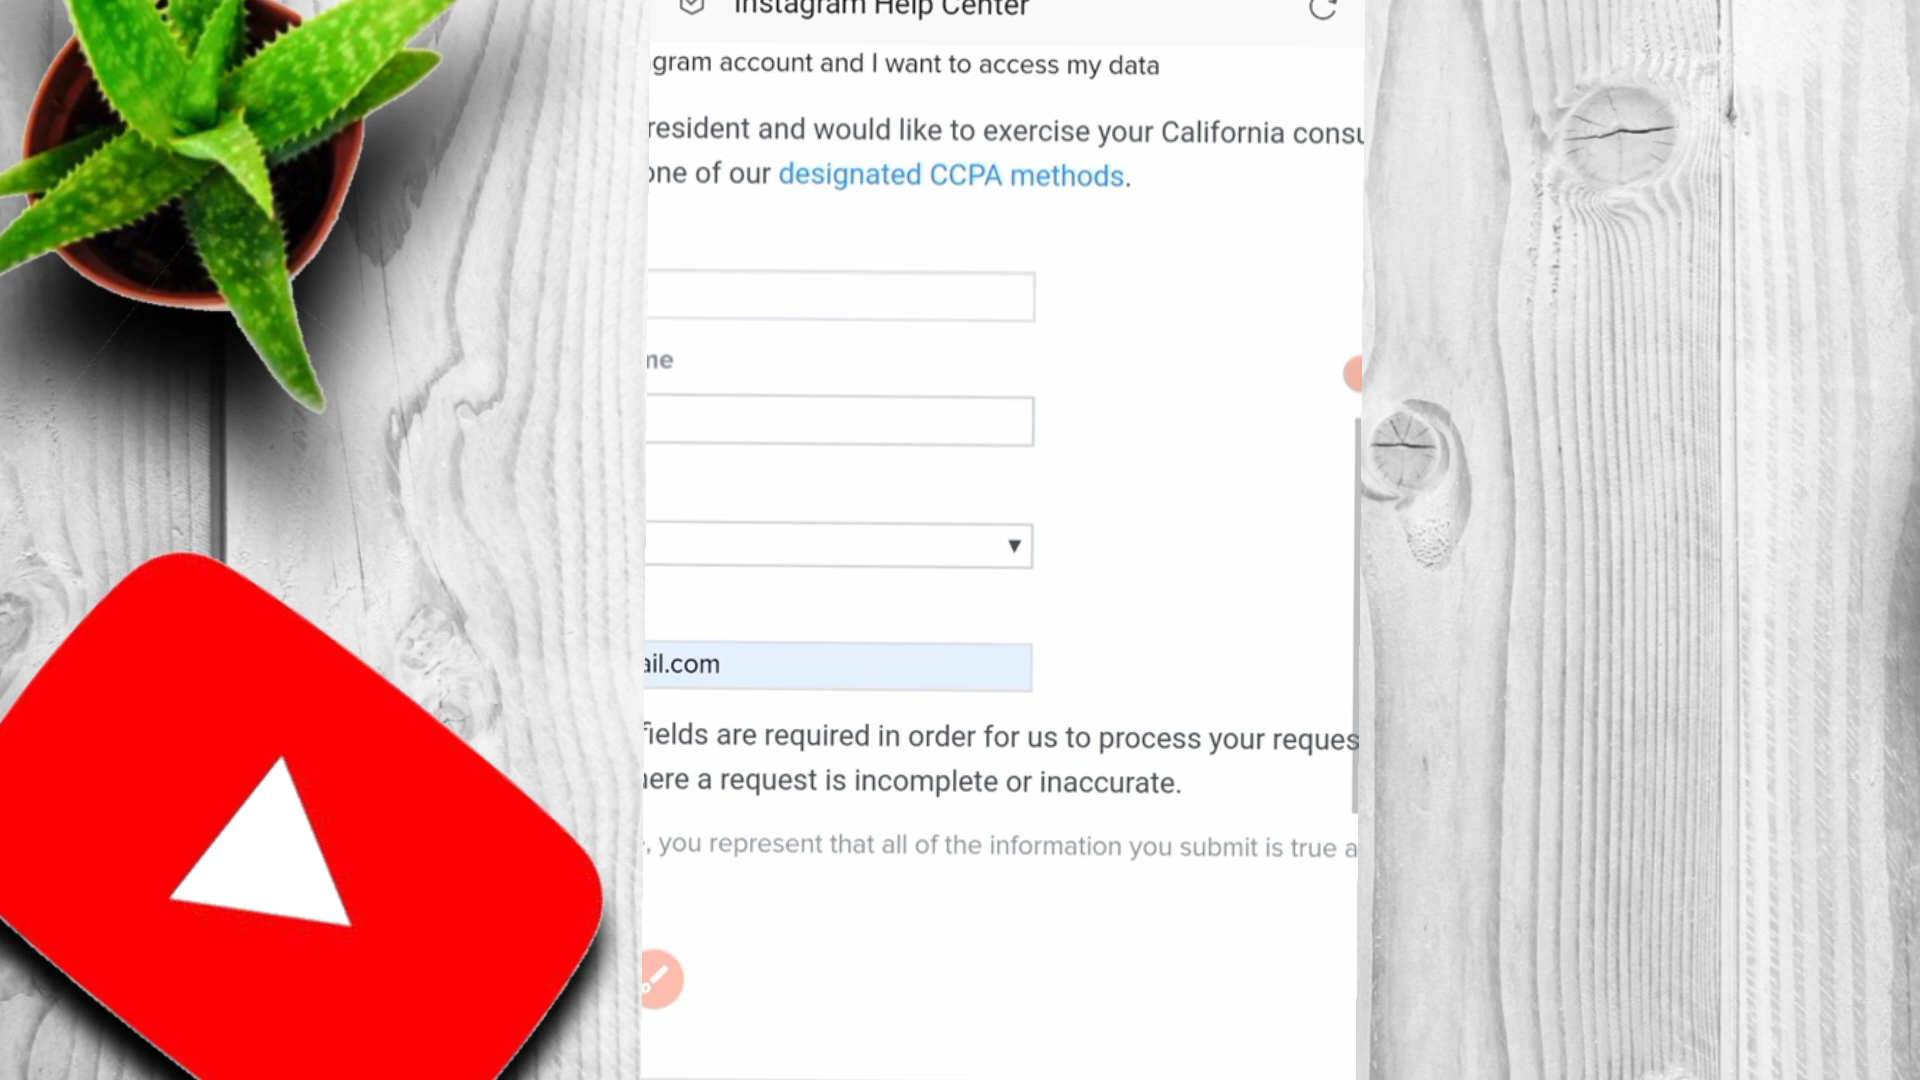 Instagram Help Center
gram account and I want to access my data
resident and would like to exercise your California consu
one of our designated CCPA methods.
me
ail.com
fields are required in order for us to process your reques
here a request is incomplete or inaccurate.
, you represent that all of the information you submit is true a